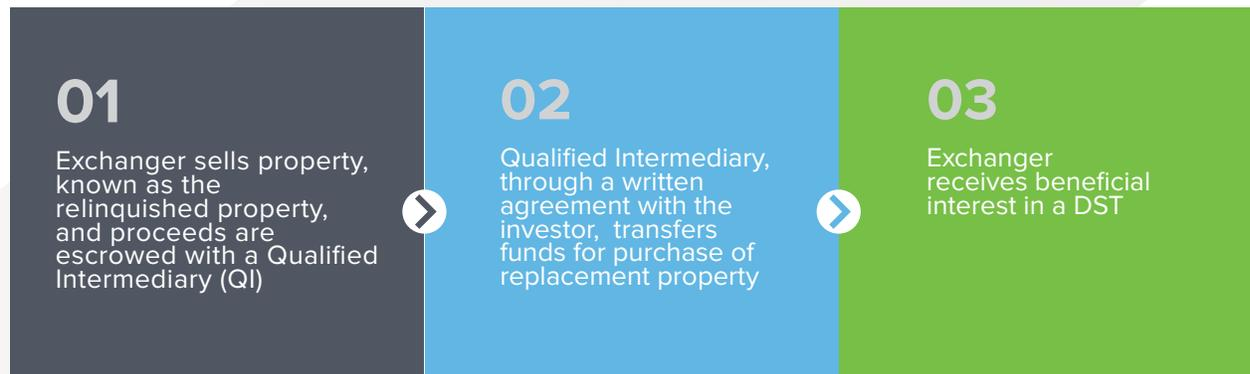 01
Exchanger sells property,
known as the
relinquished property,
and proceeds are
escrowed with a Qualified
Intermediary (QI)
02
Qualified Intermediary,
through a written
agreement with the
investor,  transfers
funds for purchase of
replacement property
03
Exchanger
receives beneficial
interest in a DST